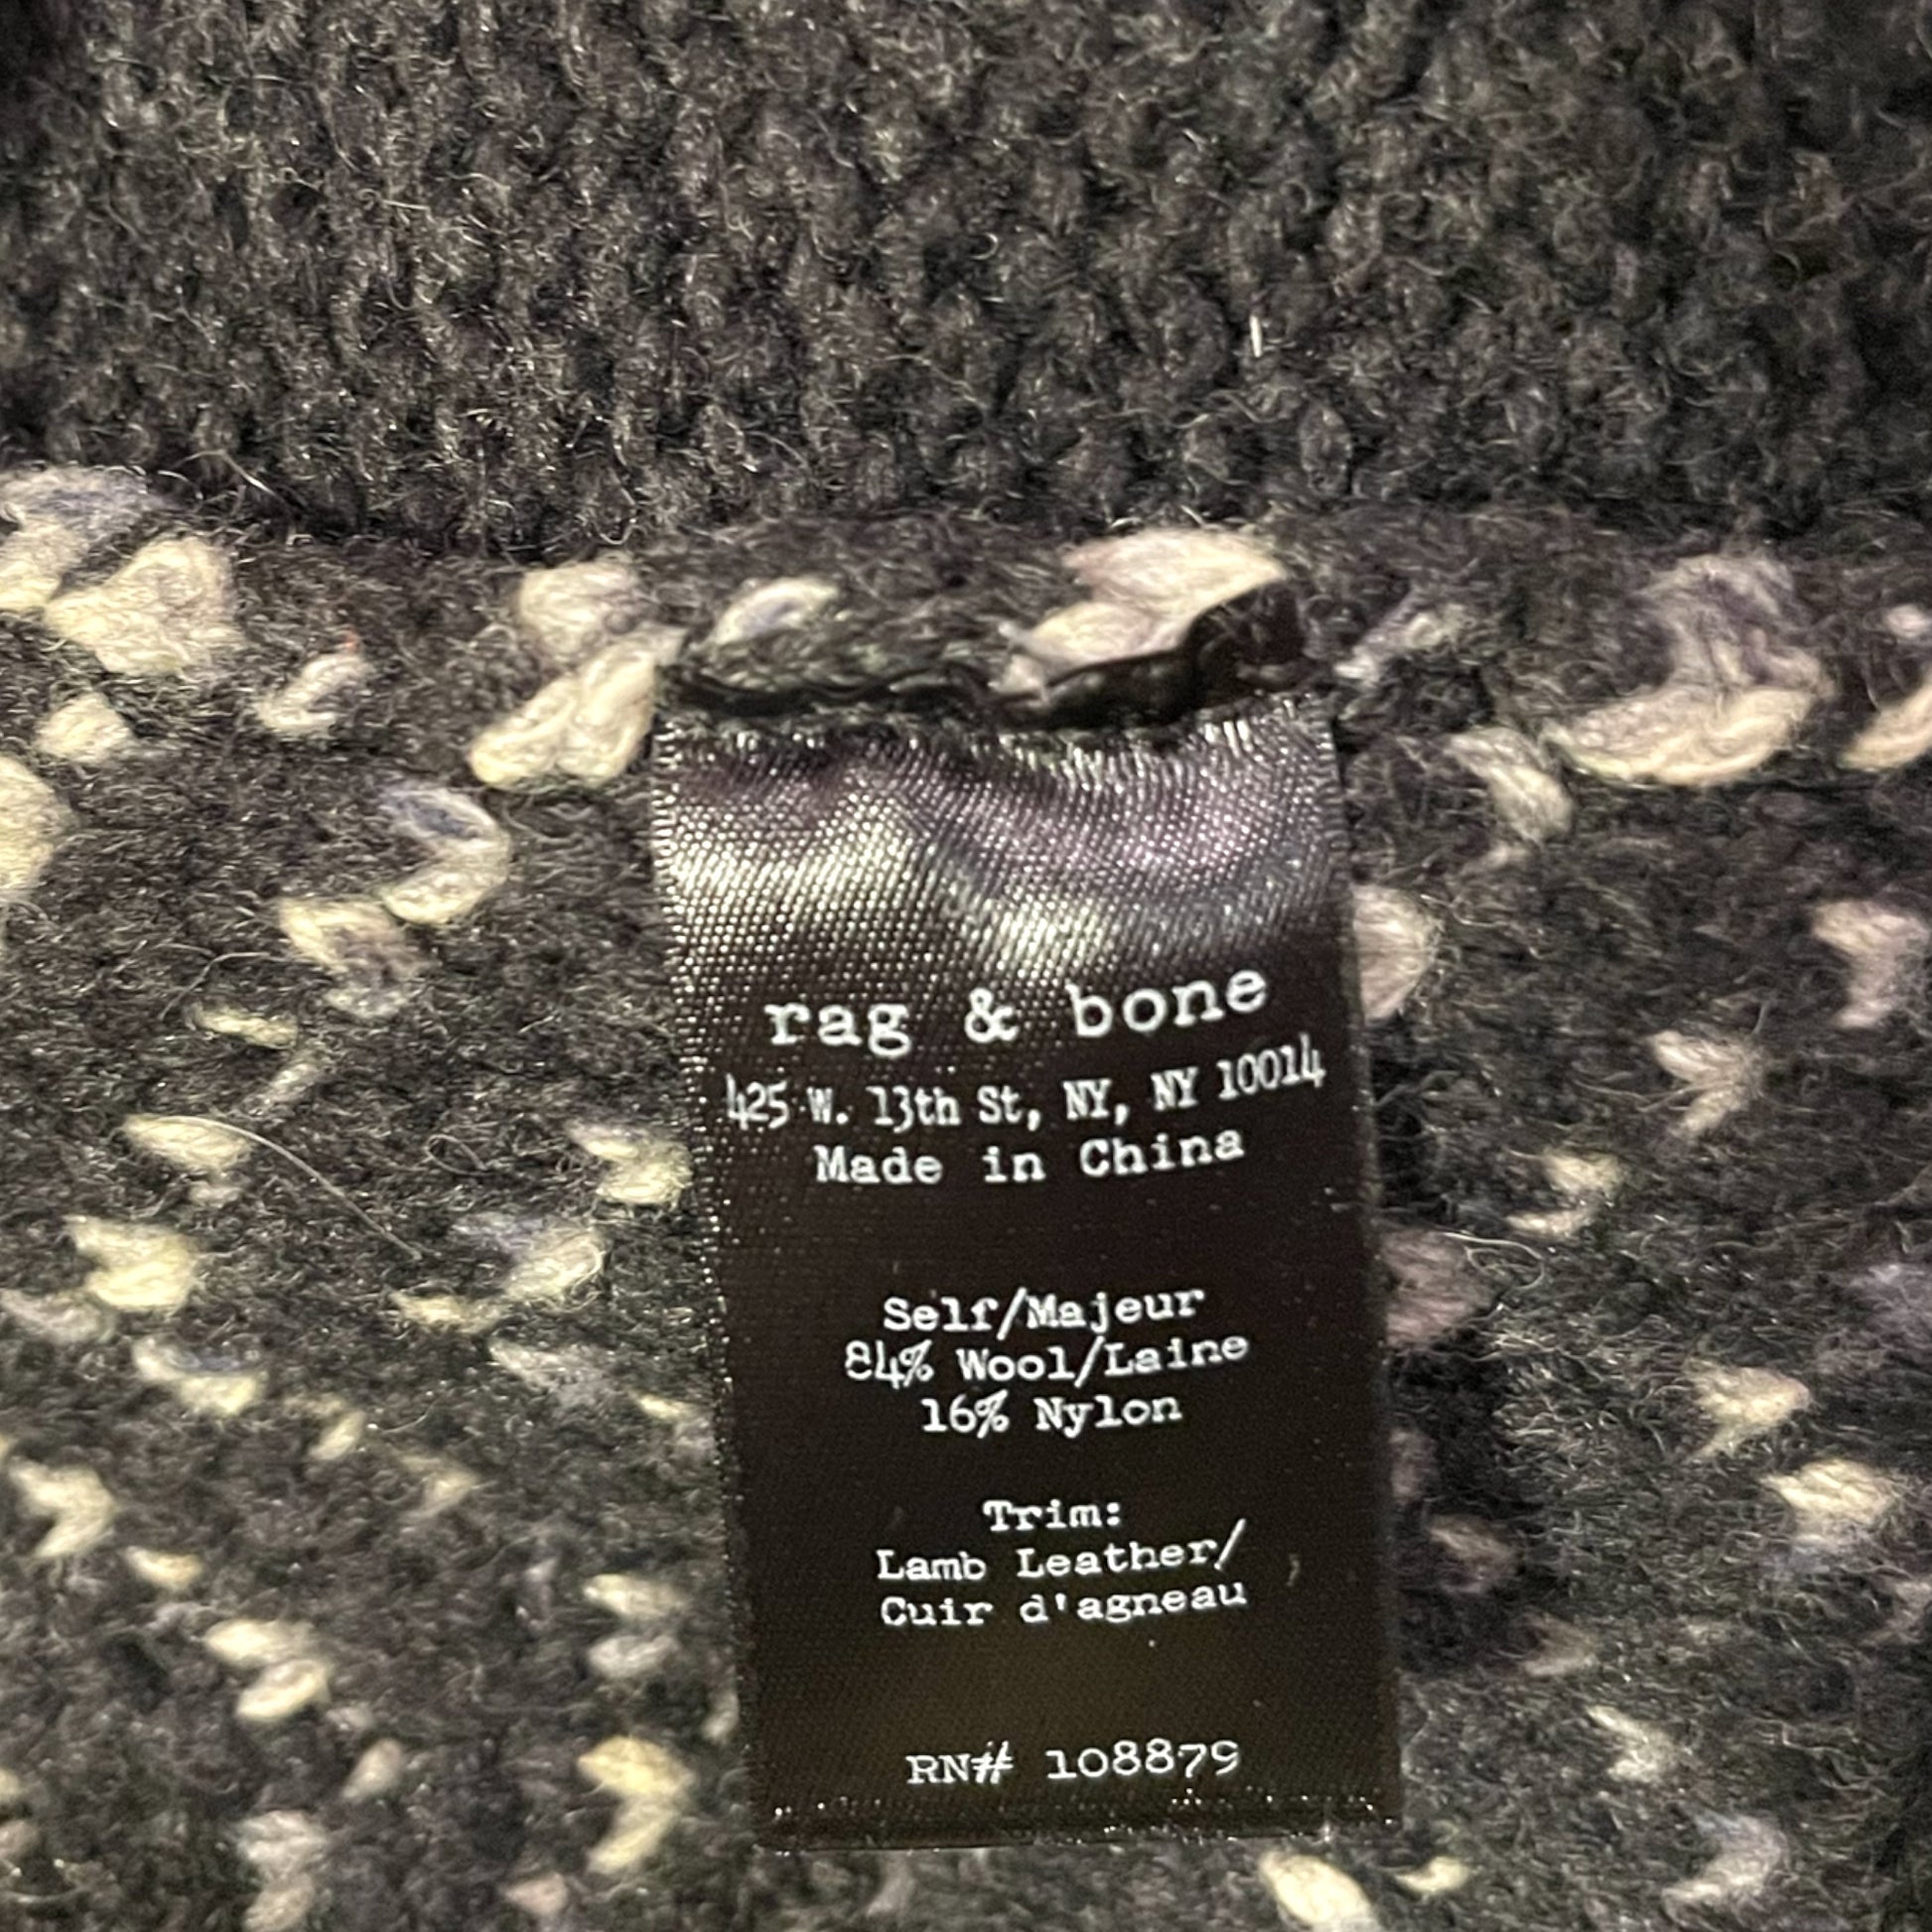 rag & bone
425 W. 13th St, NY, NY 10014
Made in China
Self/Majeur
84% Wool/Laine
16% Nylon
Trim:
Lamb Leather/
Cuir d'agneau
RN# 108879